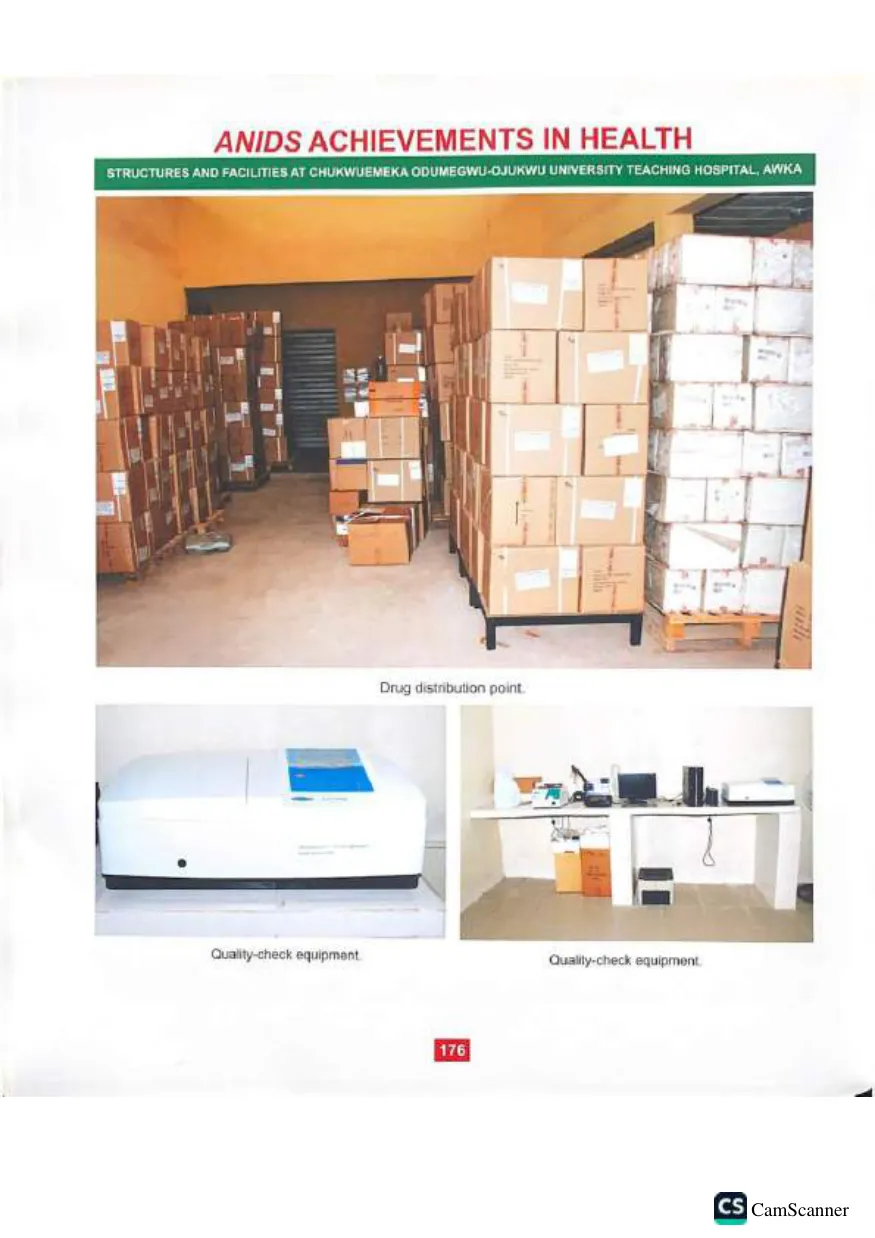 ANIDS ACHIEVEMENTS IN HEALTH
STRUCTURES AND FACILITIES AT CHUKWUEMEKA ODUMEGWU-OJUKWU UNIVERSITY TEACHING HOSPITAL, AWKA
Drug distribution point.
Quality-check equipment.
Quality-check equipment.
176
CS CamScanner